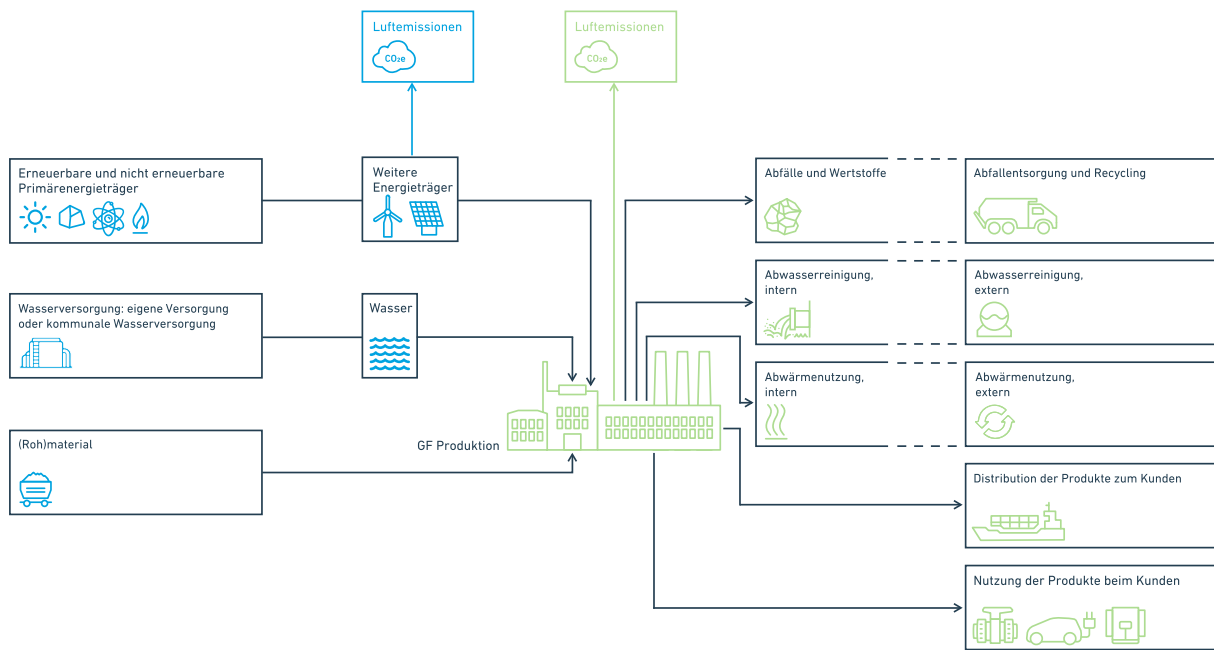 Luftemissionen
CO₂e
Luftemissionen
CO₂e
Erneuerbare und nicht erneuerbare
Primärenergieträger
Weitere
Energieträger
Abfälle und Wertstoffe
Abfallentsorgung und Recycling
Wasserversorgung: eigene Versorgung
oder kommunale Wasserversorgung
Wasser
Abwasserreinigung,
intern
Abwasserreinigung,
extern
Abwärmenutzung,
intern
Abwärmenutzung,
extern
(Roh)material
GF Produktion
Distribution der Produkte zum Kunden
Nutzung der Produkte beim Kunden